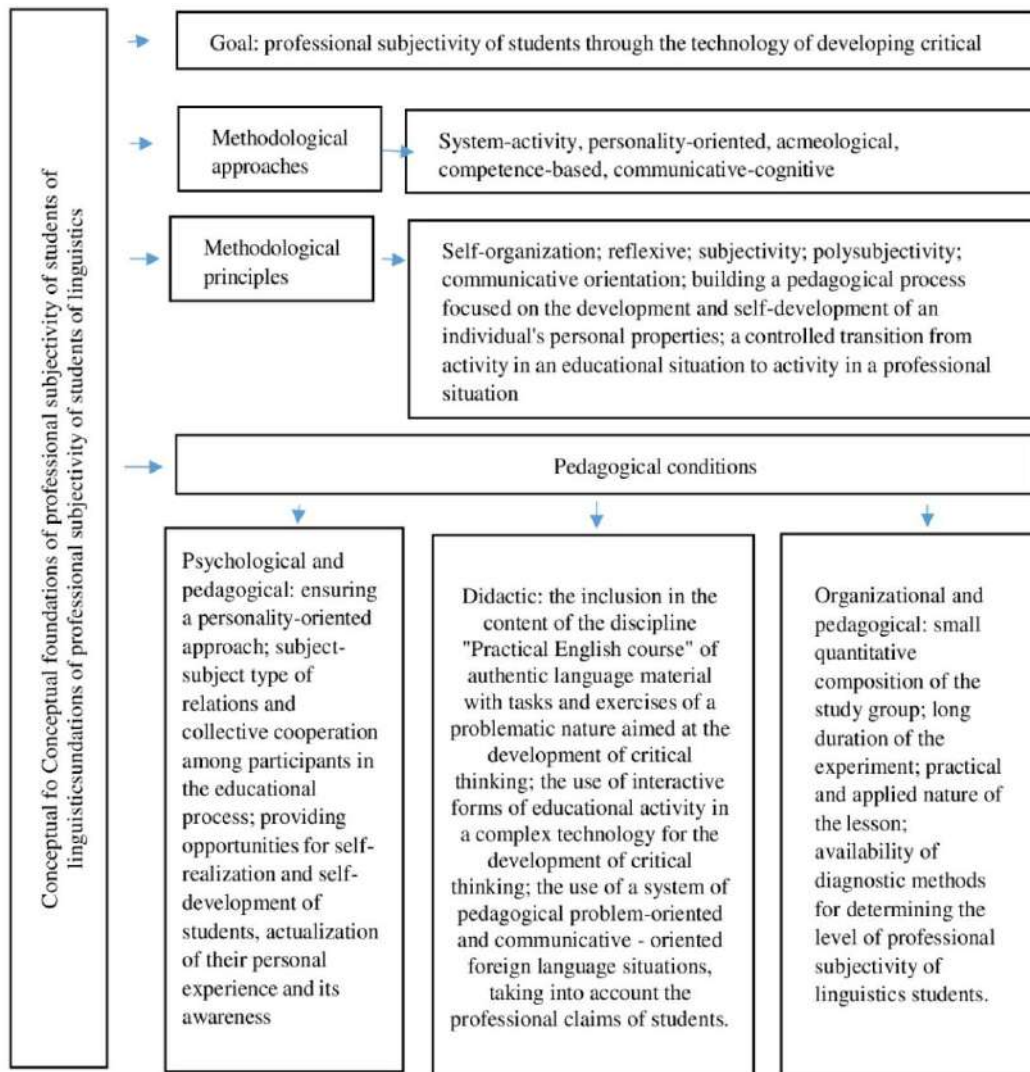 Conceptual fo Conceptual foundations of professional subjectivity of students of
linguisticsundations of professional subjectivity of students of linguistics
Goal: professional subjectivity of students through the technology of developing critical
Methodological
approaches
System-activity, personality-oriented, acmeological,
competence-based, communicative-cognitive
Methodological
principles
Self-organization; reflexive; subjectivity; polysubjectivity;
communicative orientation; building a pedagogical process
focused on the development and self-development of an
individual's personal properties; a controlled transition from
activity in an educational situation to activity in a professional
situation
Pedagogical conditions
Psychological and
pedagogical: ensuring
a personality-oriented
approach; subject-
subject type of
relations and
collective cooperation
among participants in
the educational
process; providing
opportunities for self-
realization and self-
development of
students, actualization
of their personal
experience and its
awareness
Didactic: the inclusion in the
content of the discipline
"Practical English course" of
authentic language material
with tasks and exercises of a
problematic nature aimed at the
development of critical
thinking; the use of interactive
forms of educational activity in
a complex technology for the
development of critical
thinking; the use of a system of
pedagogical problem-oriented
and communicative - oriented
foreign language situations,
taking into account the
professional claims of students.
Organizational and
pedagogical: small
quantitative
composition of the
study group; long
duration of the
experiment; practical
and applied nature of
the lesson;
availability of
diagnostic methods
for determining the
level of professional
subjectivity of
linguistics students.